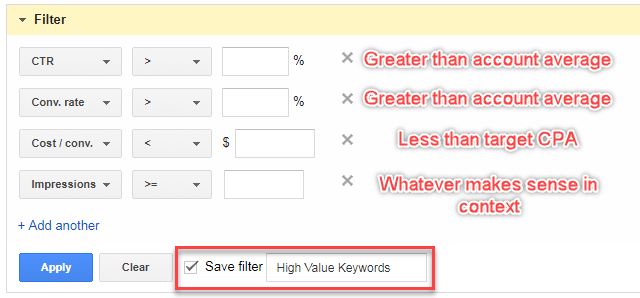 Filter
CTR > % Greater than account average
Conv. rate > % Greater than account average
Cost / conv. < $ Less than target CPA
Impressions >= Whatever makes sense in
context
+ Add another
Apply Clear Save filter High Value Keywords